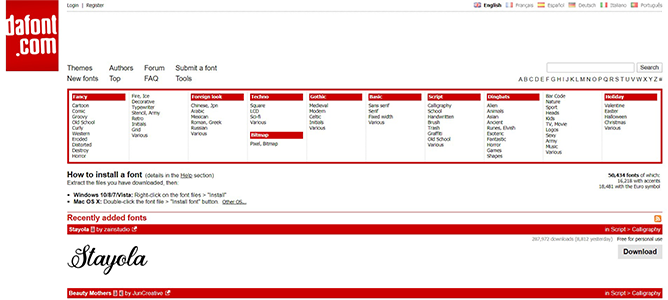 dafont
.com
Login | Register
English Français Español Deutsch Italiano Português
Themes Authors Forum Submit a font
New fonts Top FAQ Tools
Search
A B C D E F G H I J K L M N O P Q R S T U V W X Y Z #
Fancy
Cartoon
Comic
Groovy
Old School
Curly
Western
Eroded
Distorted
Destroy
Horror
Fire, Ice
Decorative
Typewriter
Stencil, Army
Retro
Initials
Grid
Various
Foreign look
Chinese, Jpn
Arabic
Mexican
Roman, Greek
Russian
Various
Techno
Square
LCD
Sci-fi
Various
Bitmap
Pixel, Bitmap
Gothic
Medieval
Modern
Celtic
Initials
Various
Basic
Sans serif
Serif
Fixed width
Various
Script
Calligraphy
School
Handwritten
Brush
Trash
Graffiti
Old School
Various
Dingbats
Alien
Animals
Asian
Ancient
Runes, Elvish
Esoteric
Fantastic
Horror
Games
Shapes
Bar Code
Nature
Sport
Heads
Kids
TV, Movie
Logos
Sexy
Army
Music
Various
Holiday
Valentine
Easter
Halloween
Christmas
Various
How to install a font (details in the Help section)
Extract the files you have downloaded, then:
• Windows 10/8/7/Vista: Right-click on the font files > "Install"
• Mac OS X: Double-click the font file > "Install font" button. Other OS...
50,434 fonts of which:
16,218 with accents
18,481 with the Euro symbol
Recently added fonts
Stayola by zainstudio in Script > Calligraphy
downloads yesterday) Free for personal use
Download
Stayola
Beauty Mothers by JunCreative in Script > Calligraphy